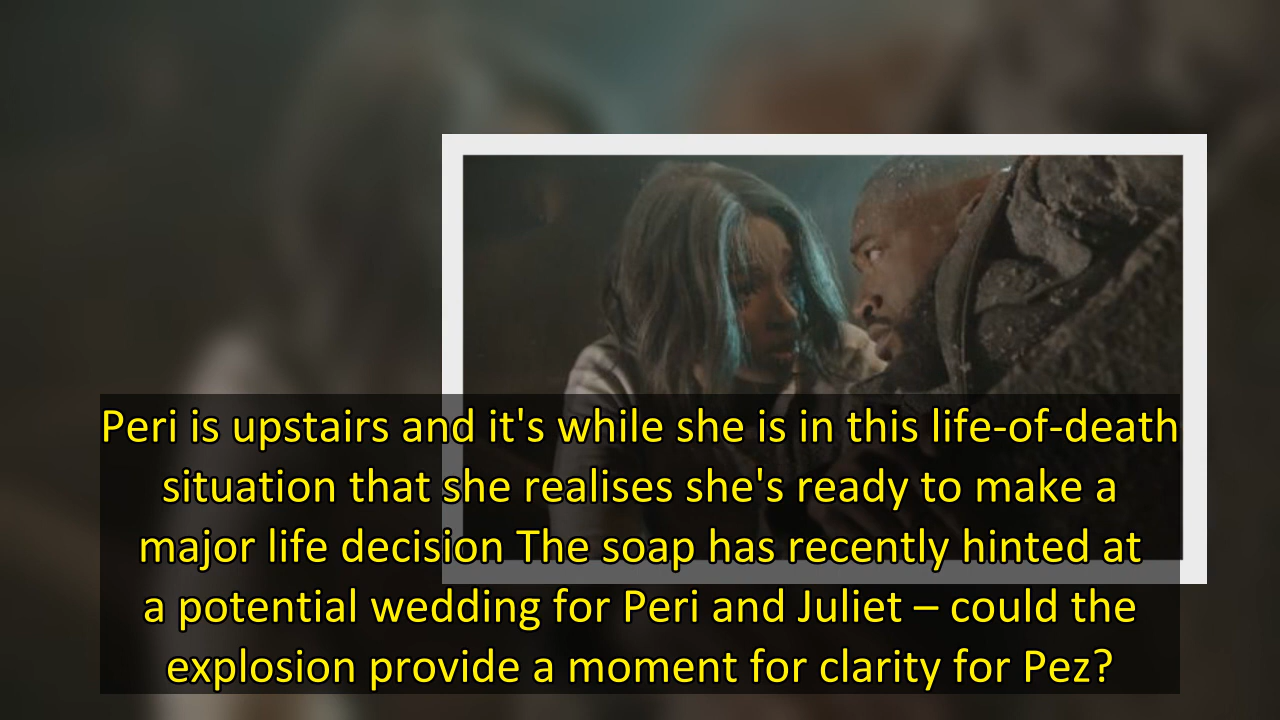 Peri is upstairs and it's while she is in this life-of-death
situation that she realises she's ready to make a
major life decision The soap has recently hinted at
a potential wedding for Peri and Juliet – could the
explosion provide a moment for clarity for Pez?